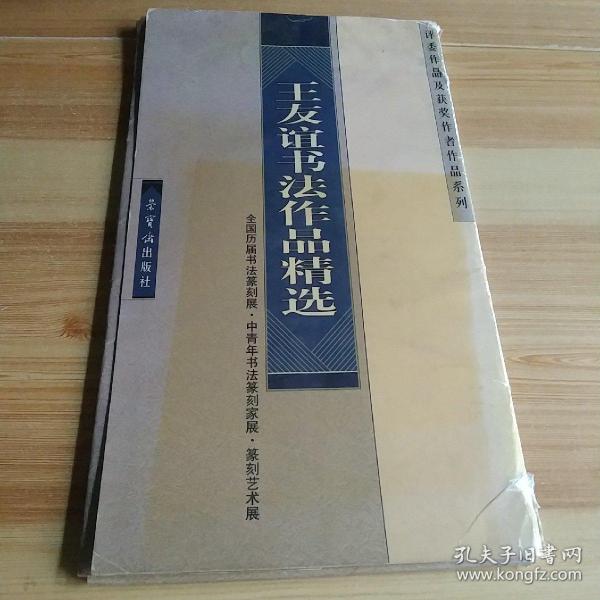 评委作品及获奖作者作品系列
王友谊书法作品精选
全国历届书法篆刻展·中青年书法篆刻家展·篆刻艺术展
荣宝斋出版社
孔夫子旧书网
www.kongfz.com